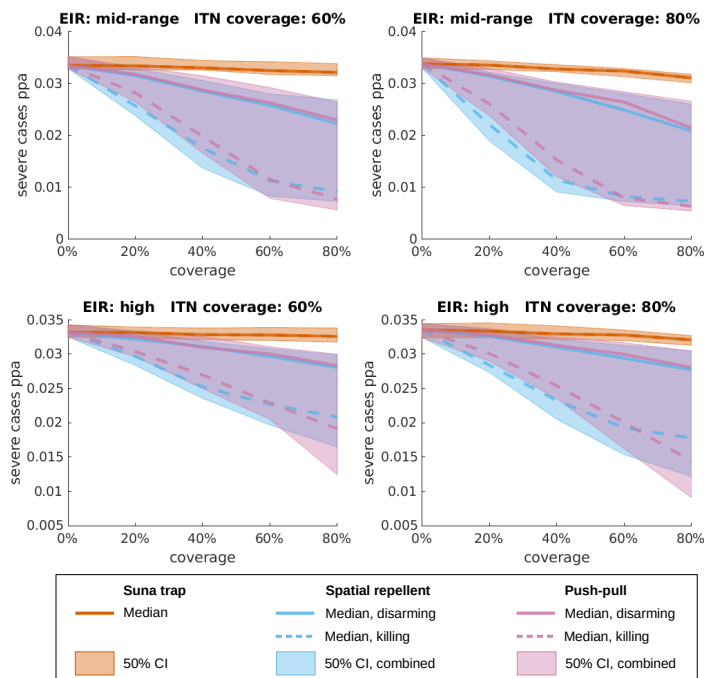 EIR: mid-range ITN coverage: 60%
EIR: mid-range ITN coverage: 80%
severe cases ppa
0.04
0.03
0.02
0.01
0
0% 20% 40% 60% 80%
coverage
severe cases ppa
0.04
0.03
0.02
0.01
0
0% 20% 40% 60% 80%
coverage
EIR: high ITN coverage: 60%
EIR: high ITN coverage: 80%
severe cases ppa
0.035
0.03
0.025
0.02
0.015
0.01
0.005
0% 20% 40% 60% 80%
coverage
severe cases ppa
0.035
0.03
0.025
0.02
0.015
0.01
0.005
0% 20% 40% 60% 80%
coverage
Suna trap Spatial repellent Push-pull
Median Median, disarming Median, disarming
Median, killing Median, killing
50% CI 50% CI, combined 50% CI, combined